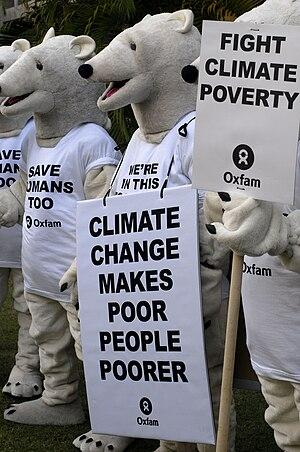 SAVE
SAVE
HUMANS
TOO
Oxfam
WE'RE
IN THIS
CLIMATE
CHANGE
MAKES
POOR
PEOPLE
POORER
Oxfam
FIGHT
CLIMATE
POVERTY
Oxfam
Oxfam